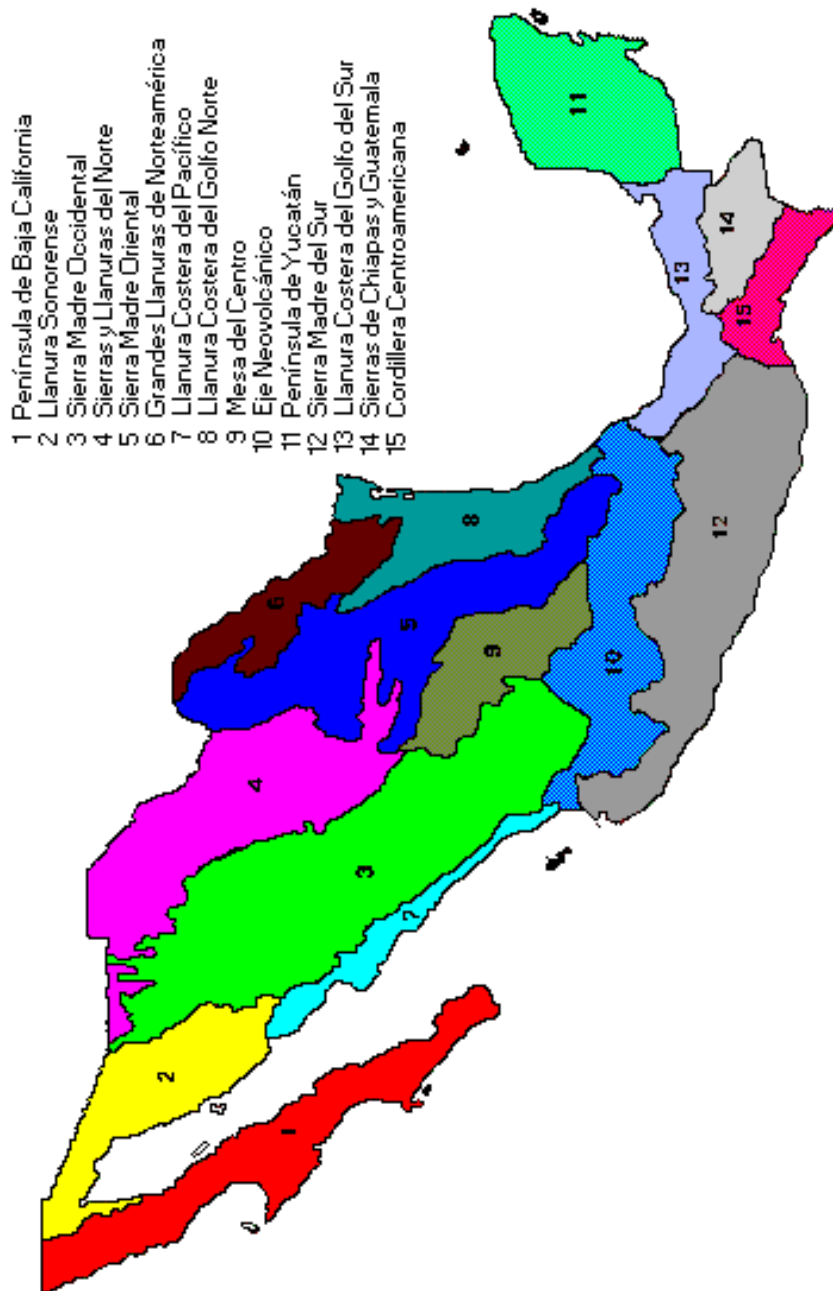 1 Península de Baja California
2 Llanura Sonorense
3 Sierra Madre Occidental
4 Sierras y Llanuras del Norte
5 Sierra Madre Oriental
6 Grandes Llanuras de Norteamérica
7 Llanura Costera del Pacífico
8 Llanura Costera del Golfo Norte
9 Mesa del Centro
10 Eje Neovolcánico
11 Península de Yucatán
12 Sierra Madre del Sur
13 Llanura Costera del Golfo del Sur
14 Sierras de Chiapas y Guatemala
15 Cordillera Centroamericana
1
2
3
4
5
6
7
8
9
10
11
12
13
14
15